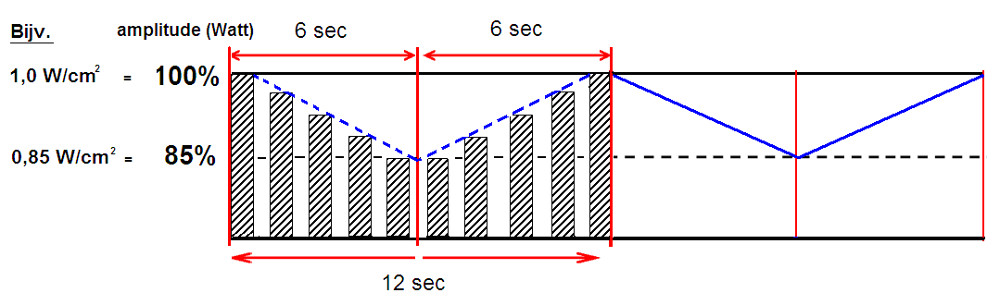 Bijv. amplitude (Watt) 6 sec 6 sec
1,0 W/cm² = 100%
0,85 W/cm² = 85%
12 sec